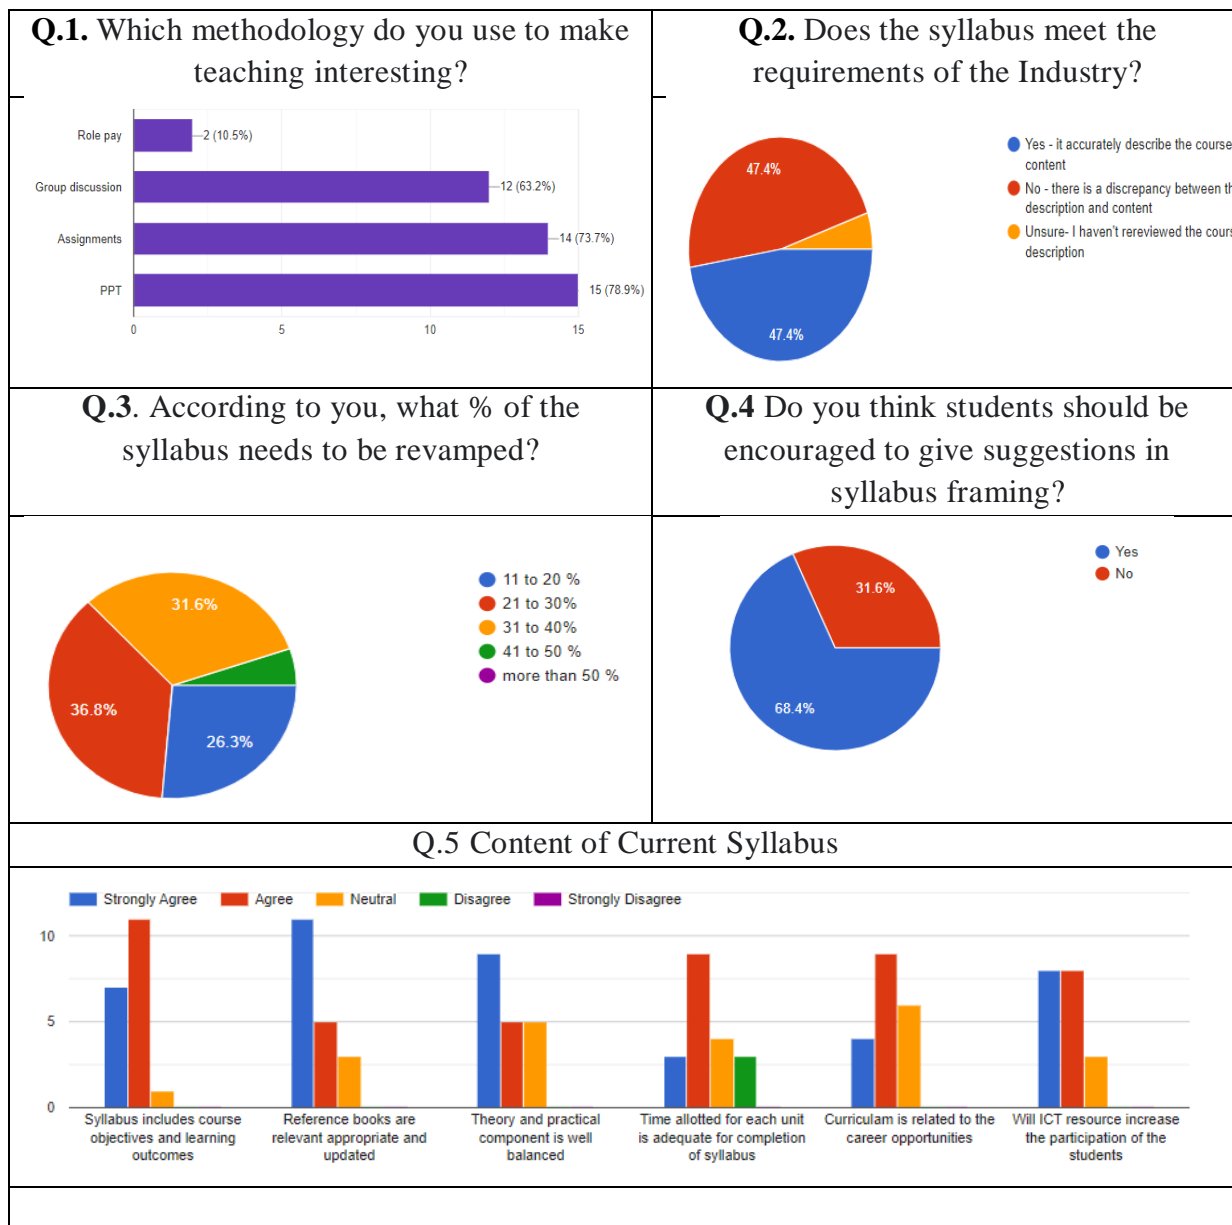 Q.1. Which methodology do you use to make
teaching interesting?
Role pay
2 (10.5%)
Group discussion
12 (63.2%)
Assignments
14 (73.7%)
PPT
15 (78.9%)
0
5
10
15
Q.2. Does the syllabus meet the
requirements of the Industry?
47.4%
47.4%
Yes - it accurately describe the course
content
No - there is a discrepancy between th
description and content
Unsure- I haven't rereviewed the cours
description
Q.3. According to you, what % of the
syllabus needs to be revamped?
31.6%
36.8%
26.3%
11 to 20 %
21 to 30%
31 to 40%
41 to 50 %
more than 50 %
Q.4 Do you think students should be
encouraged to give suggestions in
syllabus framing?
31.6%
68.4%
Yes
No
Q.5 Content of Current Syllabus
Strongly Agree Agree Neutral Disagree Strongly Disagree
10
5
0
Syllabus includes course
objectives and learning
outcomes
Reference books are
relevant appropriate and
updated
Theory and practical
component is well
balanced
Time allotted for each unit
is adequate for completion
of syllabus
Curriculam is related to the
career opportunities
Will ICT resource increase
the participation of the
students